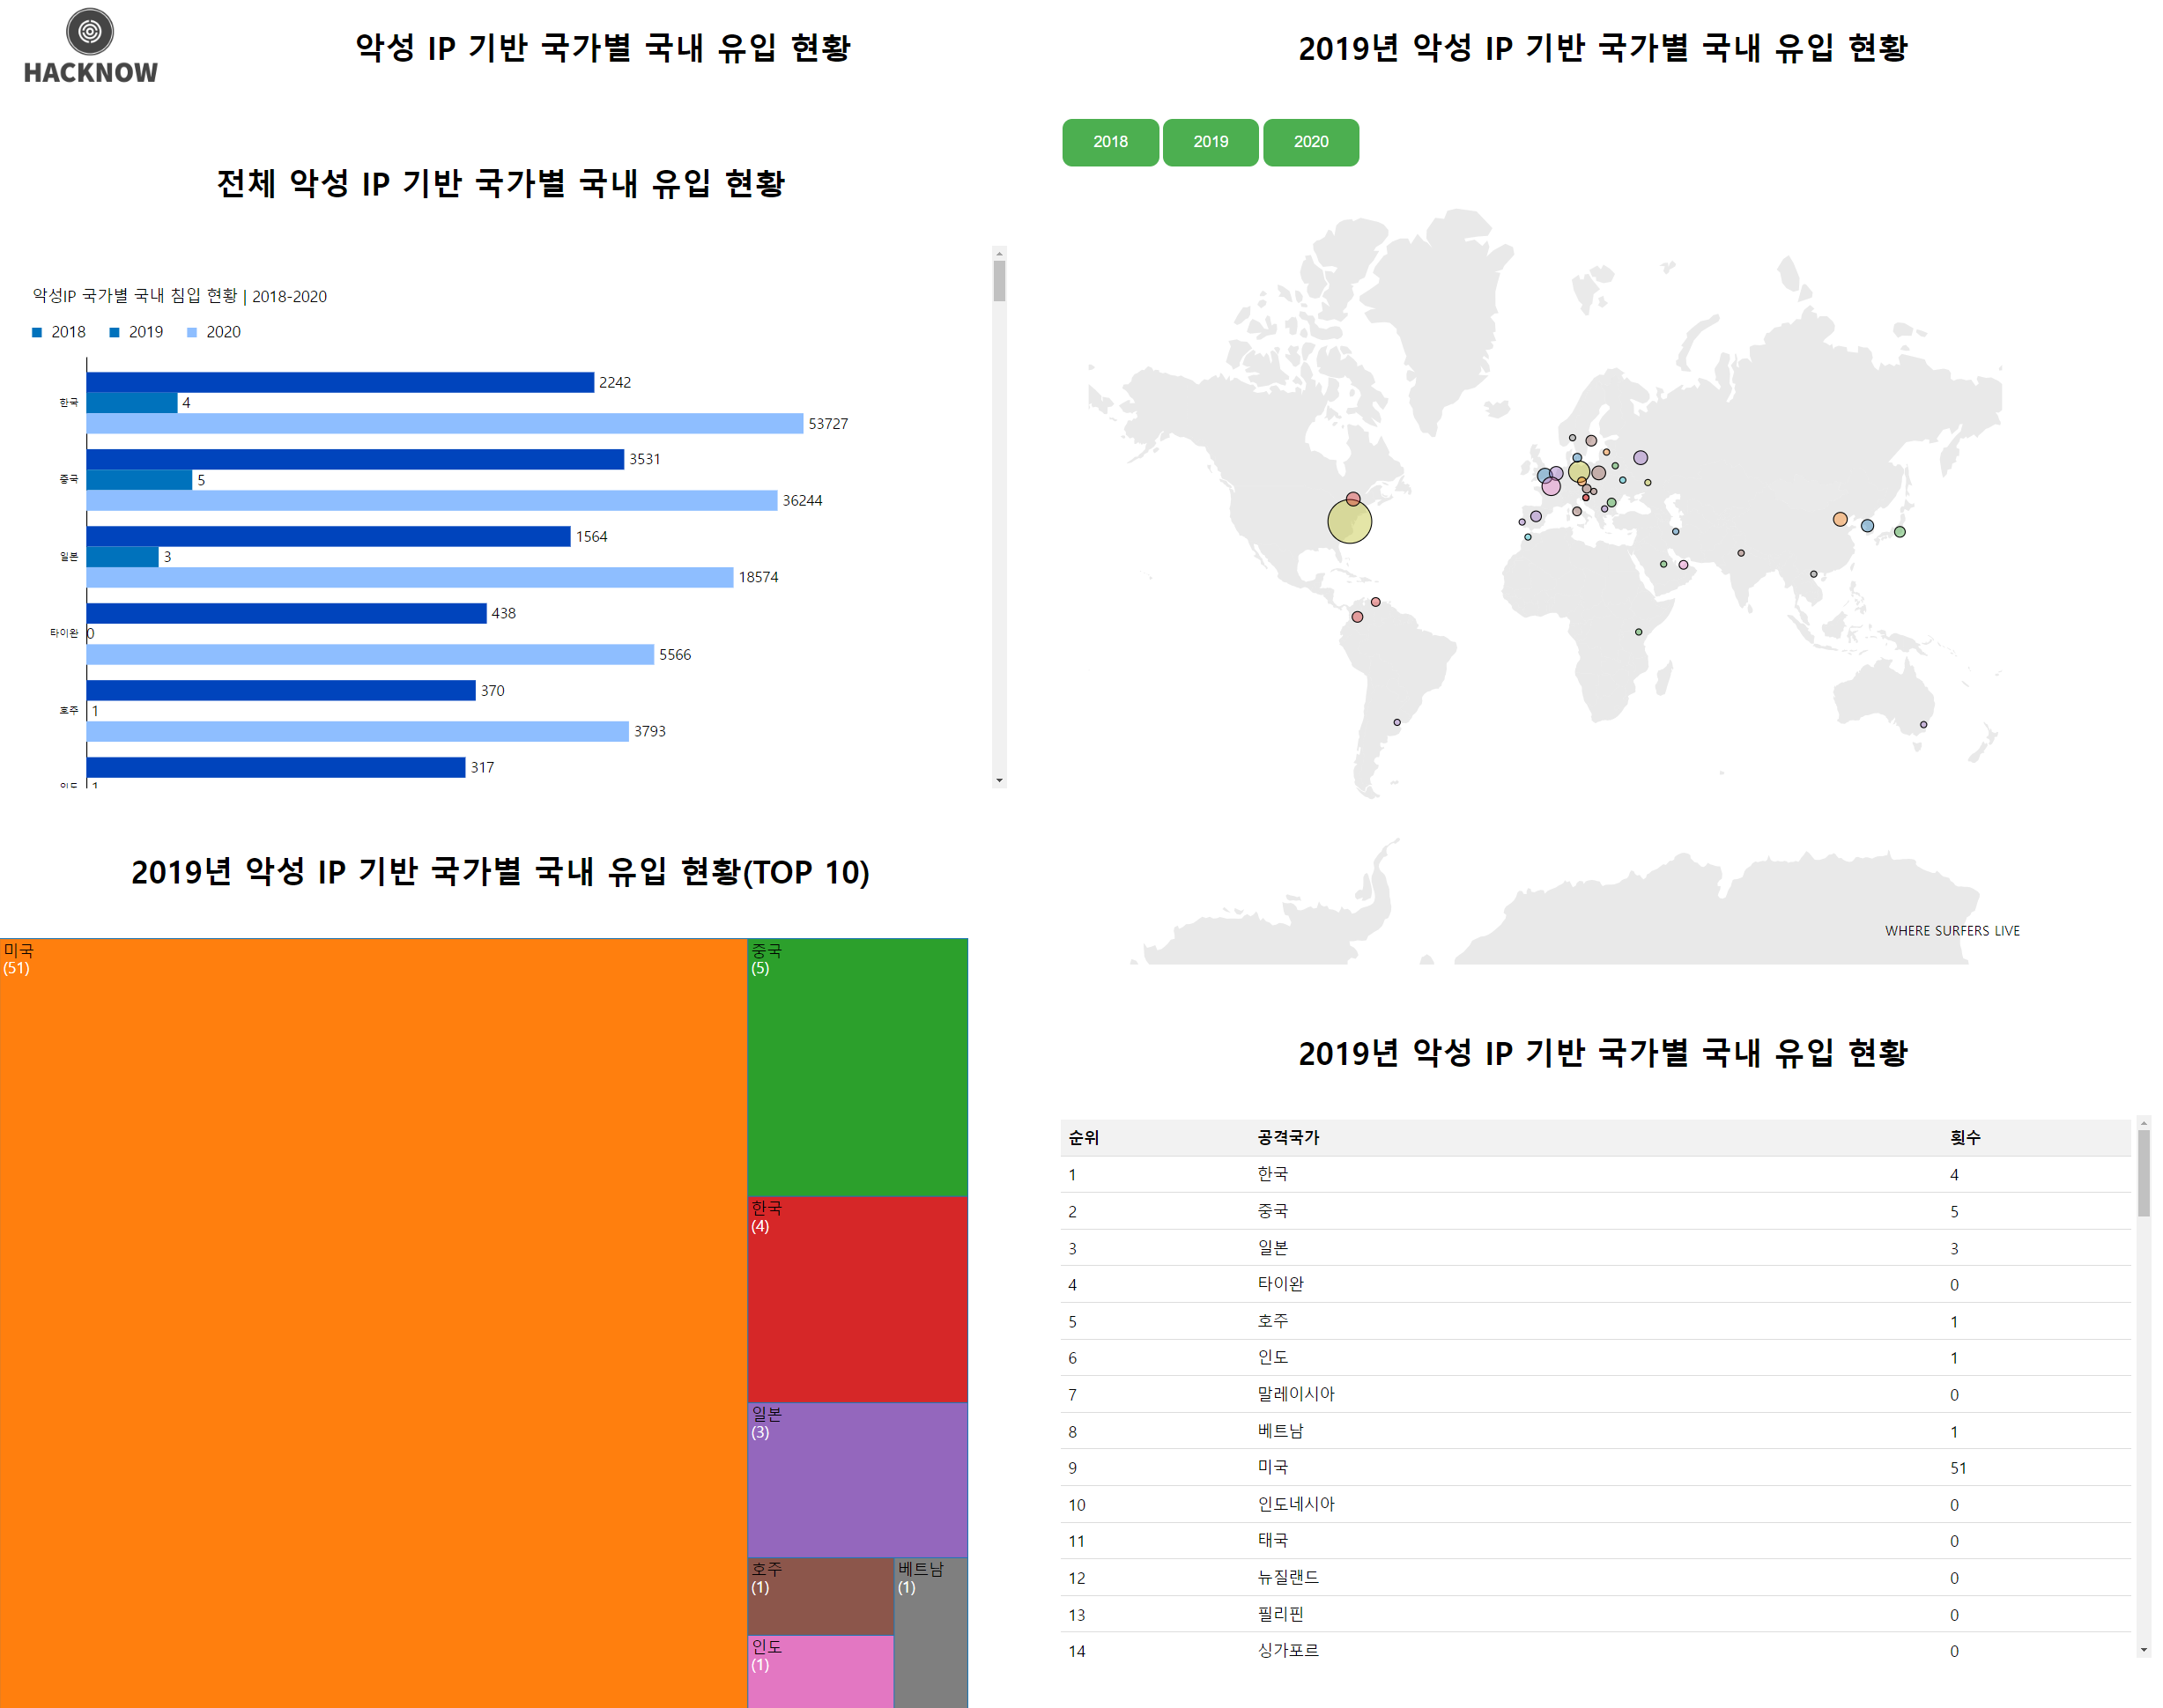 HACKNOW
악성 IP 기반 국가별 국내 유입 현황
전체 악성 IP 기반 국가별 국내 유입 현황
악성IP 국가별 국내 침입 현황 | 2018-2020
2018 2019 2020
한국 2242 4 53727
중국 3531 5 36244
일본 1564 3 18574
타이완 438 0 5566
호주 370 1 3793
인도 317 1
2019년 악성 IP 기반 국가별 국내 유입 현황(TOP 10)
미국
(51)
중국
(5)
한국
(4)
일본
(3)
호주
(1)
베트남
(1)
인도
(1)
2019년 악성 IP 기반 국가별 국내 유입 현황
2018 2019 2020
WHERE SURFERS LIVE
2019년 악성 IP 기반 국가별 국내 유입 현황
순위 공격국가 횟수
1 한국 4
2 중국 5
3 일본 3
4 타이완 0
5 호주 1
6 인도 1
7 말레이시아 0
8 베트남 1
9 미국 51
10 인도네시아 0
11 태국 0
12 뉴질랜드 0
13 필리핀 0
14 싱가포르 0